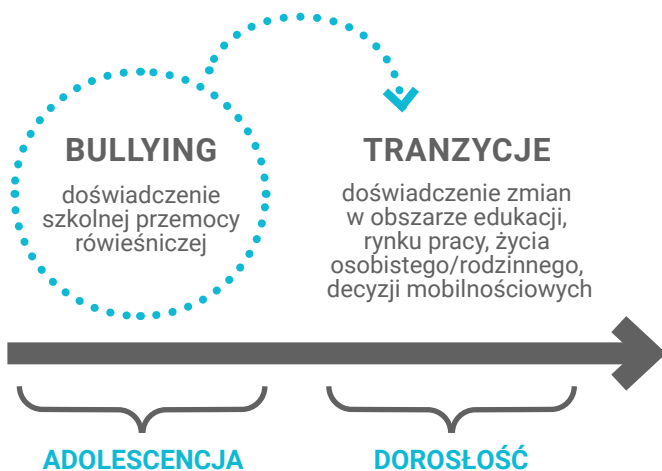 BULLYING
doświadczenie
szkolnej przemocy
rówieśniczej
TRANZYCJE
doświadczenie zmian
w obszarze edukacji,
rynku pracy, życia
osobistego/rodzinnego,
decyzji mobilnościowych
ADOLESCENCJA
DOROSŁOŚĆ